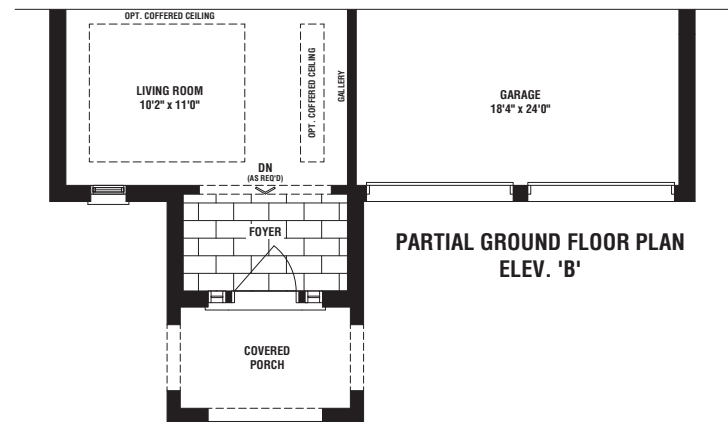 OPT. COFFERED CEILING
LIVING ROOM
10'2" x 11'0"
OPT. COFFERED CEILING
GALLERY
GARAGE
18'4" x 24'0"
DN
(AS REQ'D)
FOYER
PARTIAL GROUND FLOOR PLAN
ELEV. 'B'
COVERED
PORCH